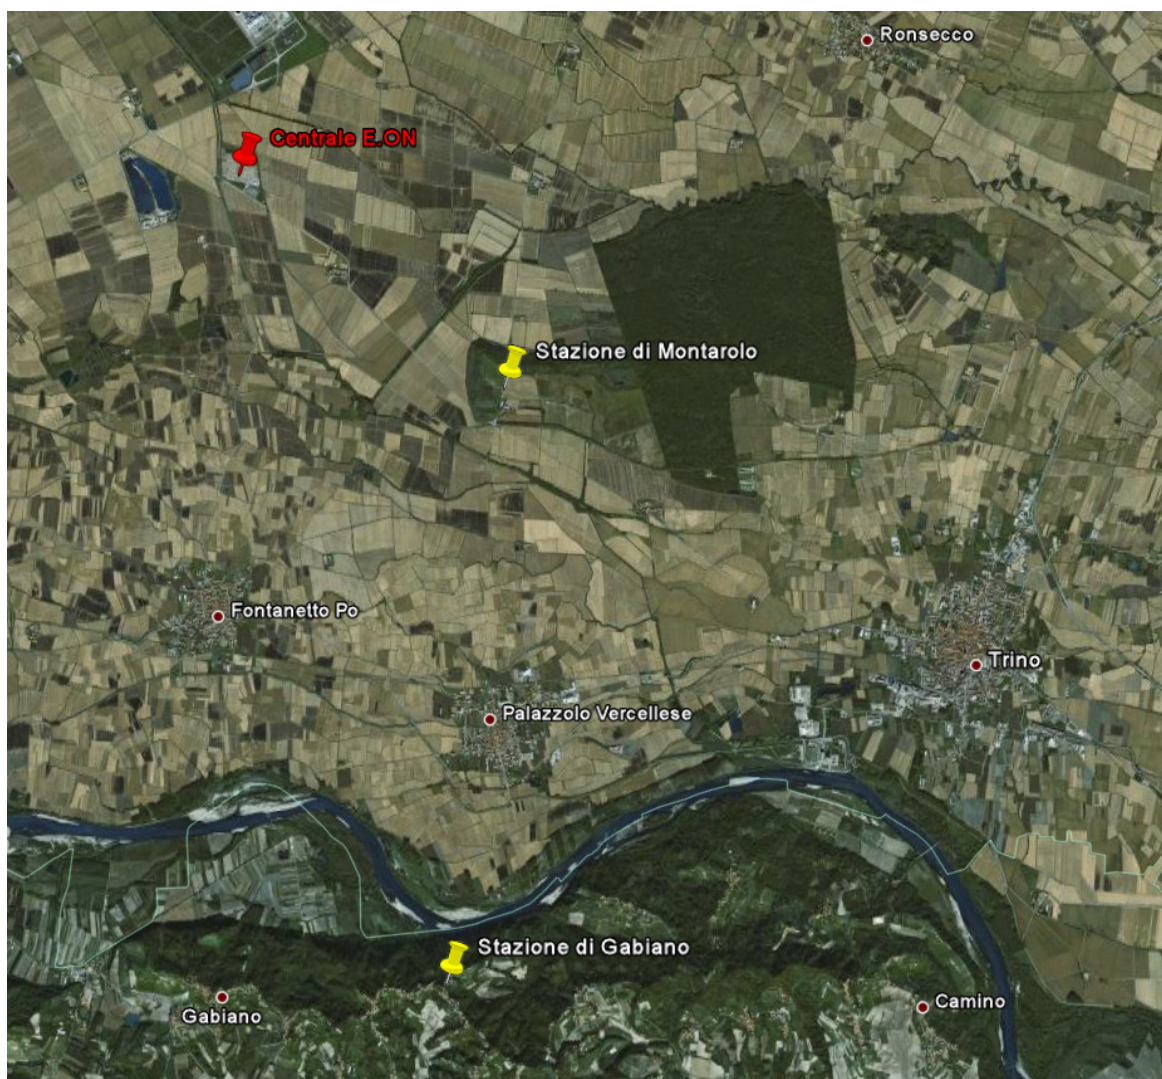 Ronsecco
Centrale E.ON
Stazione di Montarolo
Fontanetto Po
Trino
Palazzolo Vercellese
Stazione di Gabiano
Gabiano
Camino